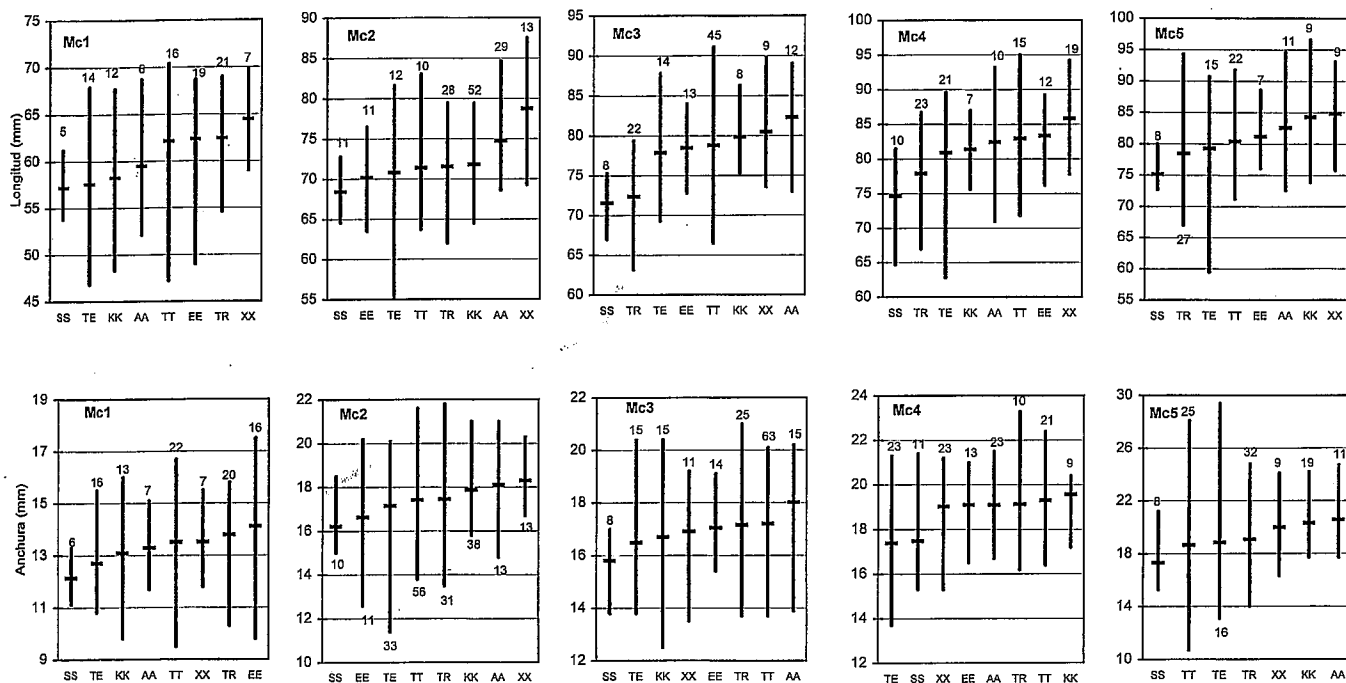 Longitud (mm)
Mc1
75
70
65
60
55
50
45
5 14 12 8 16 19 21 7
SS TE KK AA TT EE TR XX
Mc2
90
85
80
75
70
65
60
55
11 11 12 10 28 52 29 13
SS EE TE TT TR KK AA XX
Mc3
95
90
85
80
75
70
65
60
8 22 14 13 45 8 9 12
SS TR TE EE TT KK XX AA
Mc4
100
95
90
85
80
75
70
65
60
10 23 21 7 10 15 12 19
SS TR TE KK AA TT EE XX
Mc5
100
95
90
85
80
75
70
65
60
55
8 27 15 22 7 11 9 9
SS TR TE TT EE AA KK XX
Anchura (mm)
Mc1
19
17
15
13
11
9
6 16 13 7 22 7 20 16
SS TE KK AA TT XX TR EE
Mc2
22
20
18
16
14
12
10
10 11 33 56 31 38 13 13
SS EE TE TT TR KK AA XX
Mc3
22
20
18
16
14
12
8 15 15 11 14 25 63 15
SS TE KK XX EE TR TT AA
Mc4
24
22
20
18
16
14
12
23 11 23 13 23 10 21 9
TE SS XX EE AA TR TT KK
Mc5
30
26
22
18
14
10
8 25 16 32 9 19 11
SS TT TE TR XX KK AA